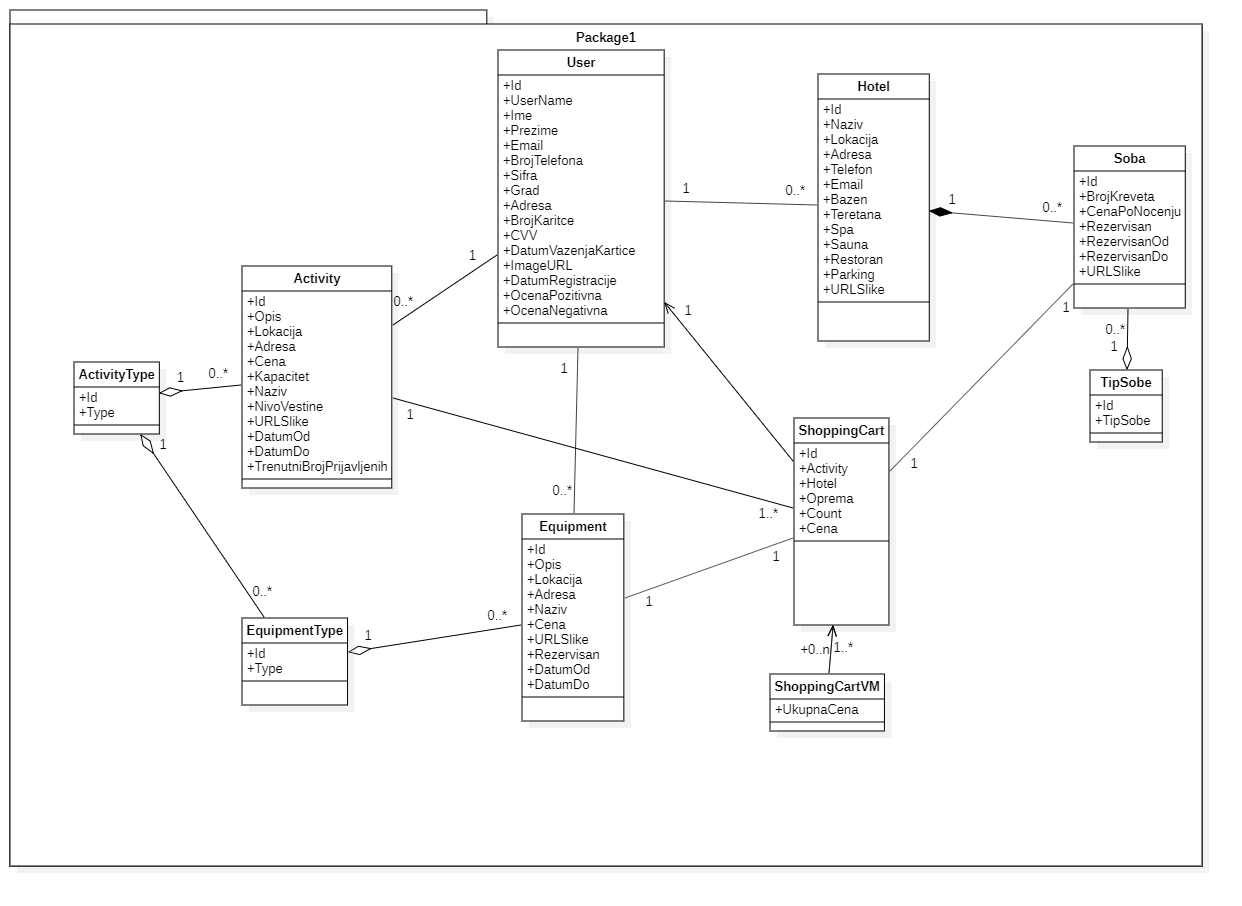 Package1
User
+Id
+UserName
+Ime
+Prezime
+Email
+BrojTelefona
+Sifra
+Grad
+Adresa
+BrojKaritce
+CVV
+DatumVazenjaKartice
+ImageURL
+DatumRegistracije
+OcenaPozitivna
+OcenaNegativna
Hotel
+Id
+Naziv
+Lokacija
+Adresa
+Telefon
+Email
+Bazen
+Teretana
+Spa
+Sauna
+Restoran
+Parking
+URLSlike
Soba
+Id
+BrojKreveta
+CenaPoNocenju
+Rezervisan
+RezervisanOd
+RezervisanDo
+URLSlike
1
0..*
1
0..*
1
0..*
1
Activity
+Id
+Opis
+Lokacija
+Adresa
+Cena
+Kapacitet
+Naziv
+NivoVestine
+URLSlike
+DatumOd
+DatumDo
+TrenutniBrojPrijavljenih
1
0..*
1
ActivityType
+Id
+Type
1
0..*
1
1
1..*
1
0..*
TipSobe
+Id
+TipSobe
ShoppingCart
+Id
+Activity
+Hotel
+Oprema
+Count
+Cena
1
1
1
0..*
Equipment
+Id
+Opis
+Lokacija
+Adresa
+Naziv
+Cena
+URLSlike
+Rezervisan
+DatumOd
+DatumDo
0..*
EquipmentType
+Id
+Type
1
0..*
+0..n
1..*
ShoppingCartVM
+UkupnaCena